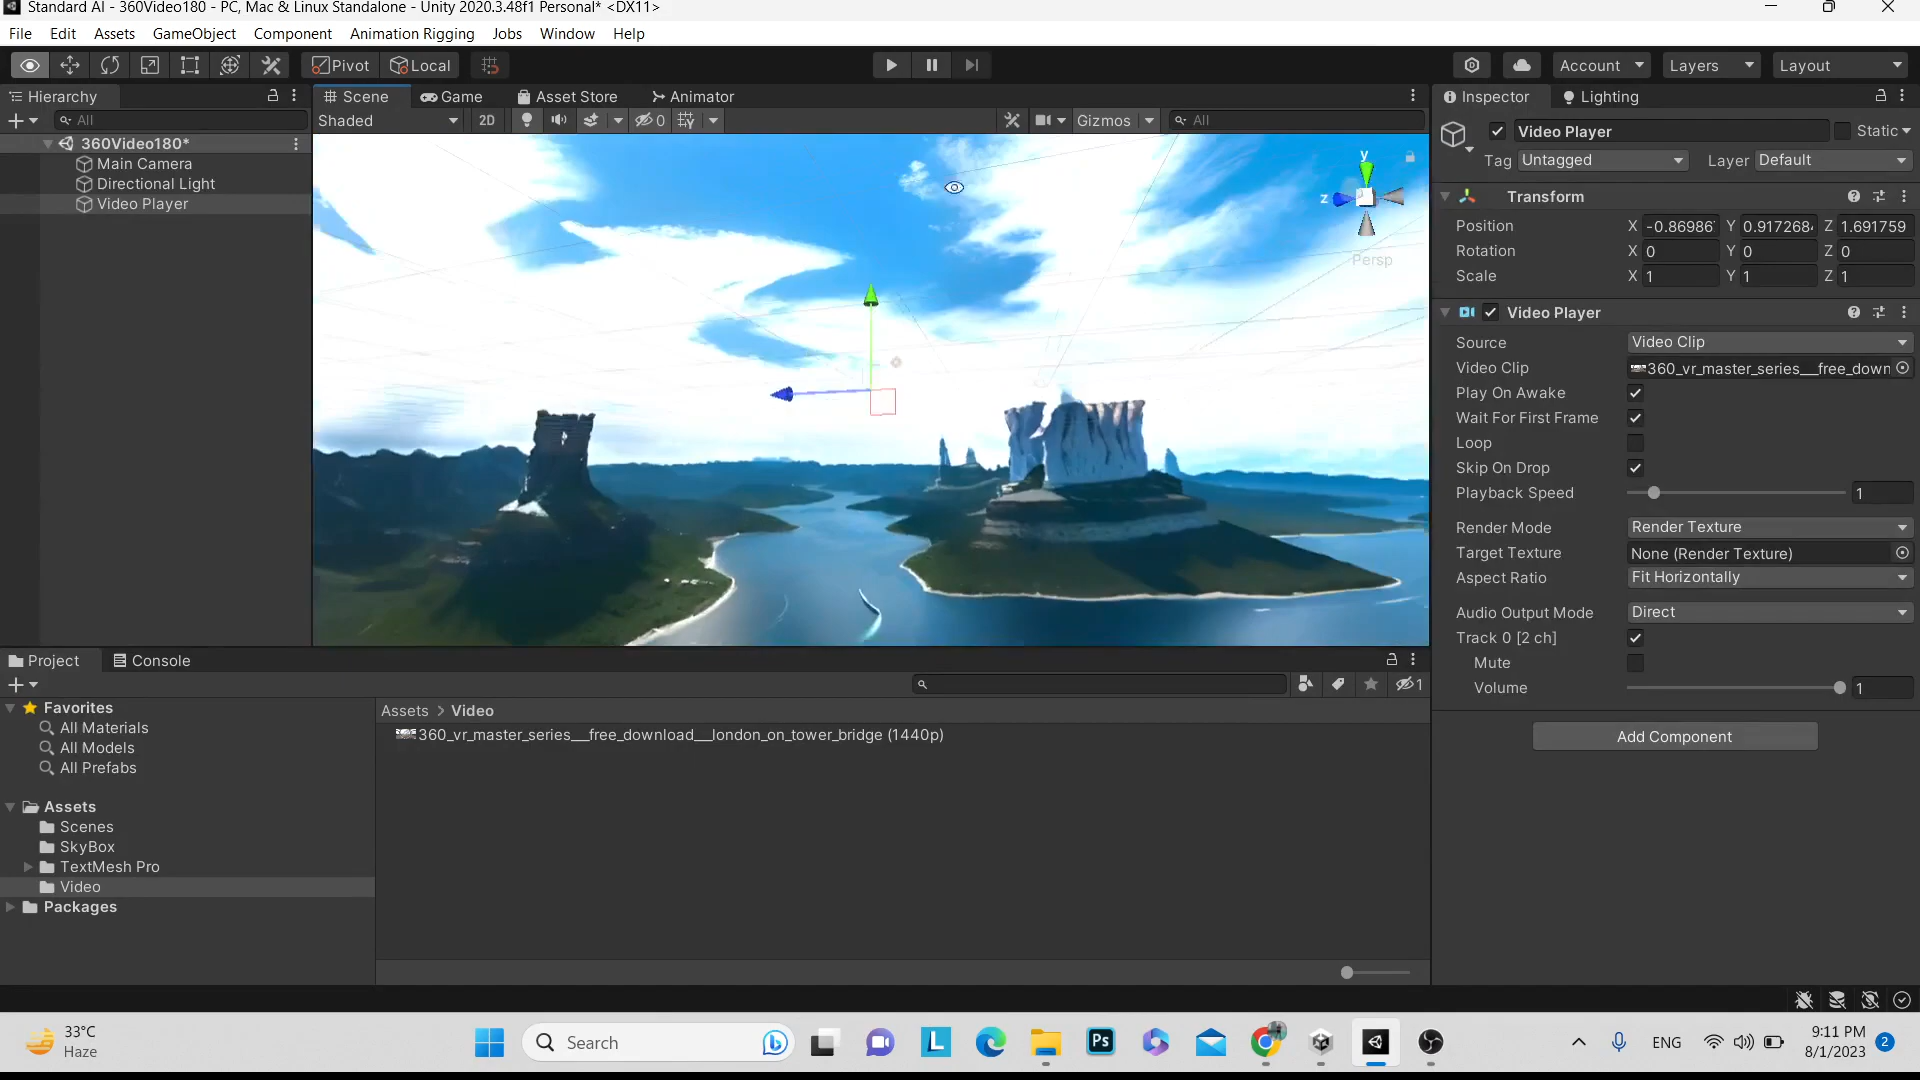 Standard AI - 360Video180 - PC, Mac & Linux Standalone - Unity 2020.3.48f1 Personal* <DX11>
File Edit Assets GameObject Component Animation Rigging Jobs Window Help
Pivot Local Account Layers Layout
Hierarchy
All
360Video180*
Main Camera
Directional Light
Video Player
Scene Game Asset Store Animator
Shaded 2D 0 Gizmos All
y
z
Persp
Inspector Lighting
Video Player Static
Tag Untagged Layer Default
Transform
Position X -0.86986 Y 0.917268 Z 1.691759
Rotation X 0 Y 0 Z 0
Scale X 1 Y 1 Z 1
Video Player
Source Video Clip
Video Clip 360_vr_master_series__free_down
Play On Awake
Wait For First Frame
Loop
Skip On Drop
Playback Speed 1
Render Mode Render Texture
Target Texture None (Render Texture)
Aspect Ratio Fit Horizontally
Audio Output Mode Direct
Track 0 [2 ch]
Mute
Volume 1
Add Component
Project Console
1
Favorites
All Materials
All Models
All Prefabs
Assets
Scenes
SkyBox
TextMesh Pro
Video
Packages
Assets > Video
360_vr_master_series__free_download__london_on_tower_bridge (1440p)
33°C
Haze
Search
L
Ps
ENG
9:11 PM
8/1/2023
2